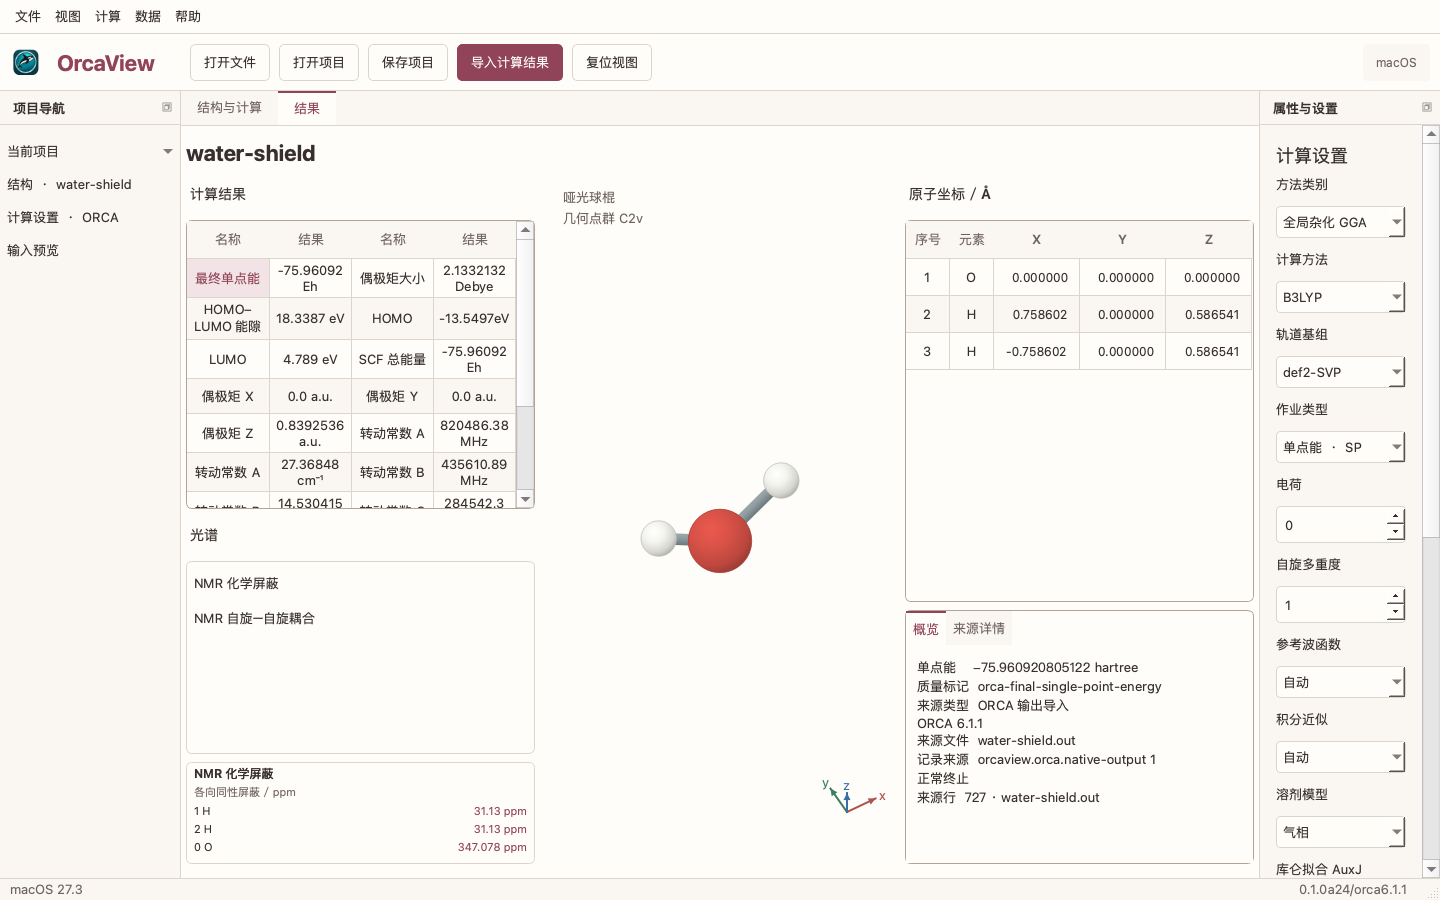 文件 视图 计算 数据 帮助
OrcaView 打开文件 打开项目 保存项目 导入计算结果 复位视图 macOS
项目导航
当前项目
结构 · water-shield
计算设置 · ORCA
输入预览
结构与计算 结果
water-shield
计算结果
名称 结果 名称 结果
最终单点能 -75.96092 Eh 偶极矩大小 2.1332132 Debye
HOMO–LUMO 能隙 18.3387 eV HOMO -13.5497eV
LUMO 4.789 eV SCF 总能量 -75.96092 Eh
偶极矩 X 0.0 a.u. 偶极矩 Y 0.0 a.u.
偶极矩 Z 0.8392536 a.u. 转动常数 A 820486.38 MHz
转动常数 A 27.36848 cm⁻¹ 转动常数 B 435610.89 MHz
14.530415 284542.3
光谱
NMR 化学屏蔽
NMR 自旋—自旋耦合
NMR 化学屏蔽
各向同性屏蔽 / ppm
1 H 31.13 ppm
2 H 31.13 ppm
0 O 347.078 ppm
哑光球棍
几何点群 C2v
y z x
原子坐标 / Å
序号 元素 X Y Z
1 O 0.000000 0.000000 0.000000
2 H 0.758602 0.000000 0.586541
3 H -0.758602 0.000000 0.586541
概览 来源详情
单点能 −75.960920805122 hartree
质量标记 orca-final-single-point-energy
来源类型 ORCA 输出导入
ORCA 6.1.1
来源文件 water-shield.out
记录来源 orcaview.orca.native-output 1
正常终止
来源行 727 · water-shield.out
属性与设置
计算设置
方法类别
全局杂化 GGA
计算方法
B3LYP
轨道基组
def2-SVP
作业类型
单点能 · SP
电荷
0
自旋多重度
1
参考波函数
自动
积分近似
自动
溶剂模型
气相
库仑拟合 AuxJ
macOS 27.3 0.1.0a24/orca6.1.1